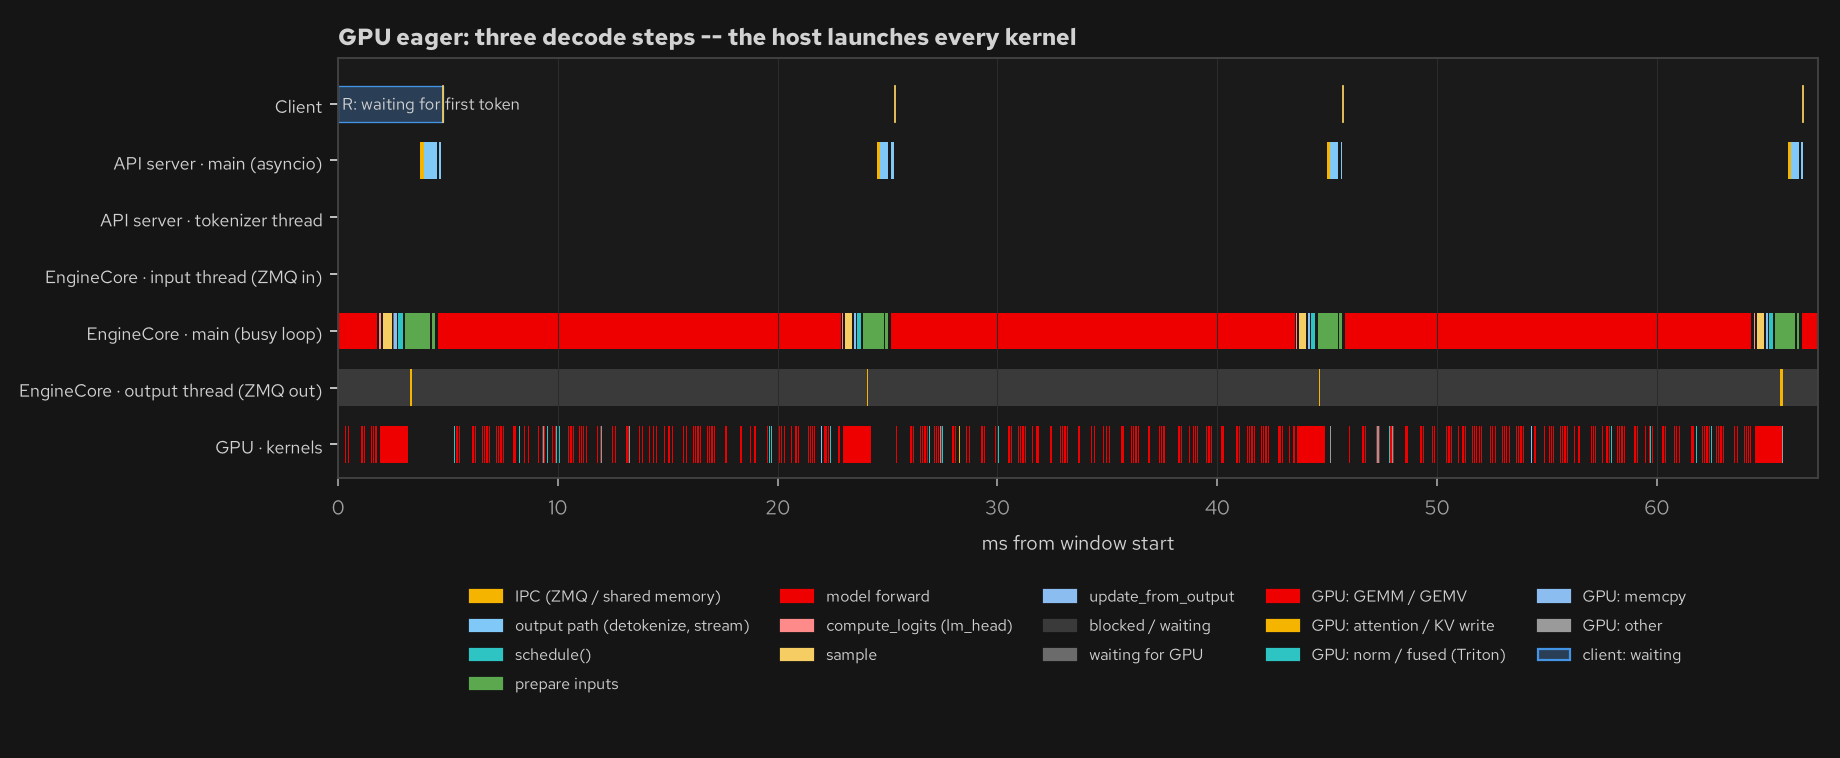 GPU eager: three decode steps -- the host launches every kernel
Client
R: waiting for first token
API server · main (asyncio)
API server · tokenizer thread
EngineCore · input thread (ZMQ in)
EngineCore · main (busy loop)
EngineCore · output thread (ZMQ out)
GPU · kernels
0 10 20 30 40 50 60
ms from window start
IPC (ZMQ / shared memory) model forward update_from_output GPU: GEMM / GEMV GPU: memcpy
output path (detokenize, stream) compute_logits (lm_head) blocked / waiting GPU: attention / KV write GPU: other
schedule() sample waiting for GPU GPU: norm / fused (Triton) client: waiting
prepare inputs